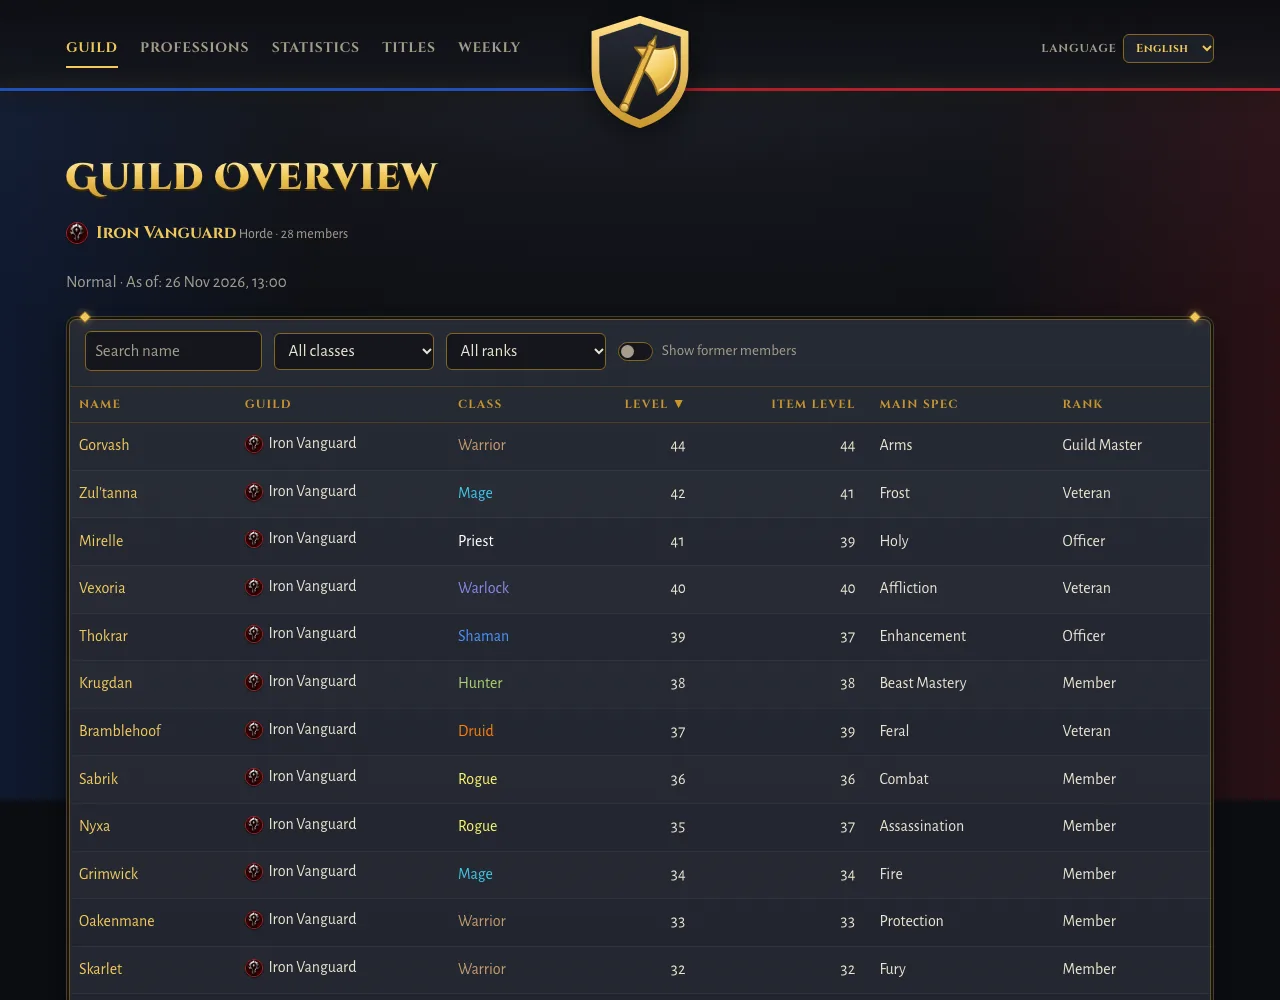 GUILD PROFESSIONS STATISTICS TITLES WEEKLY LANGUAGE English
Guild Overview
Iron Vanguard Horde · 28 members
Normal · As of: 26 Nov 2026, 13:00
Search name All classes All ranks Show former members
NAME GUILD CLASS LEVEL ▼ ITEM LEVEL MAIN SPEC RANK
Gorvash Iron Vanguard Warrior 44 44 Arms Guild Master
Zul'tanna Iron Vanguard Mage 42 41 Frost Veteran
Mirelle Iron Vanguard Priest 41 39 Holy Officer
Vexoria Iron Vanguard Warlock 40 40 Affliction Veteran
Thokrar Iron Vanguard Shaman 39 37 Enhancement Officer
Krugdan Iron Vanguard Hunter 38 38 Beast Mastery Member
Bramblehoof Iron Vanguard Druid 37 39 Feral Veteran
Sabrik Iron Vanguard Rogue 36 36 Combat Member
Nyxa Iron Vanguard Rogue 35 37 Assassination Member
Grimwick Iron Vanguard Mage 34 34 Fire Member
Oakenmane Iron Vanguard Warrior 33 33 Protection Member
Skarlet Iron Vanguard Warrior 32 32 Fury Member